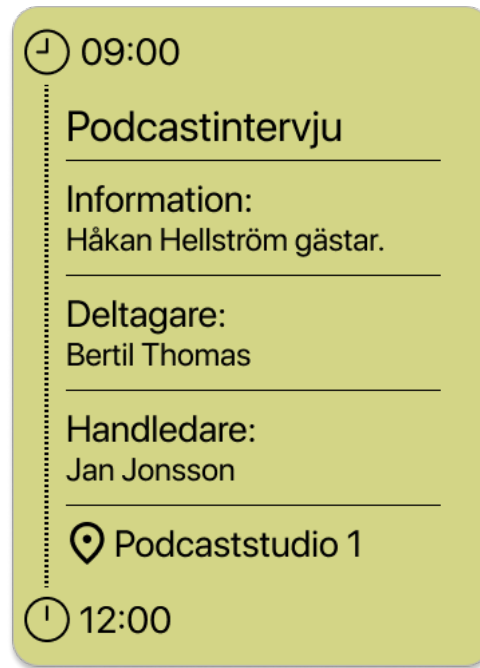 09:00
Podcastintervju
Information:
Håkan Hellström gästar.
Deltagare:
Bertil Thomas
Handledare:
Jan Jonsson
Podcaststudio 1
12:00